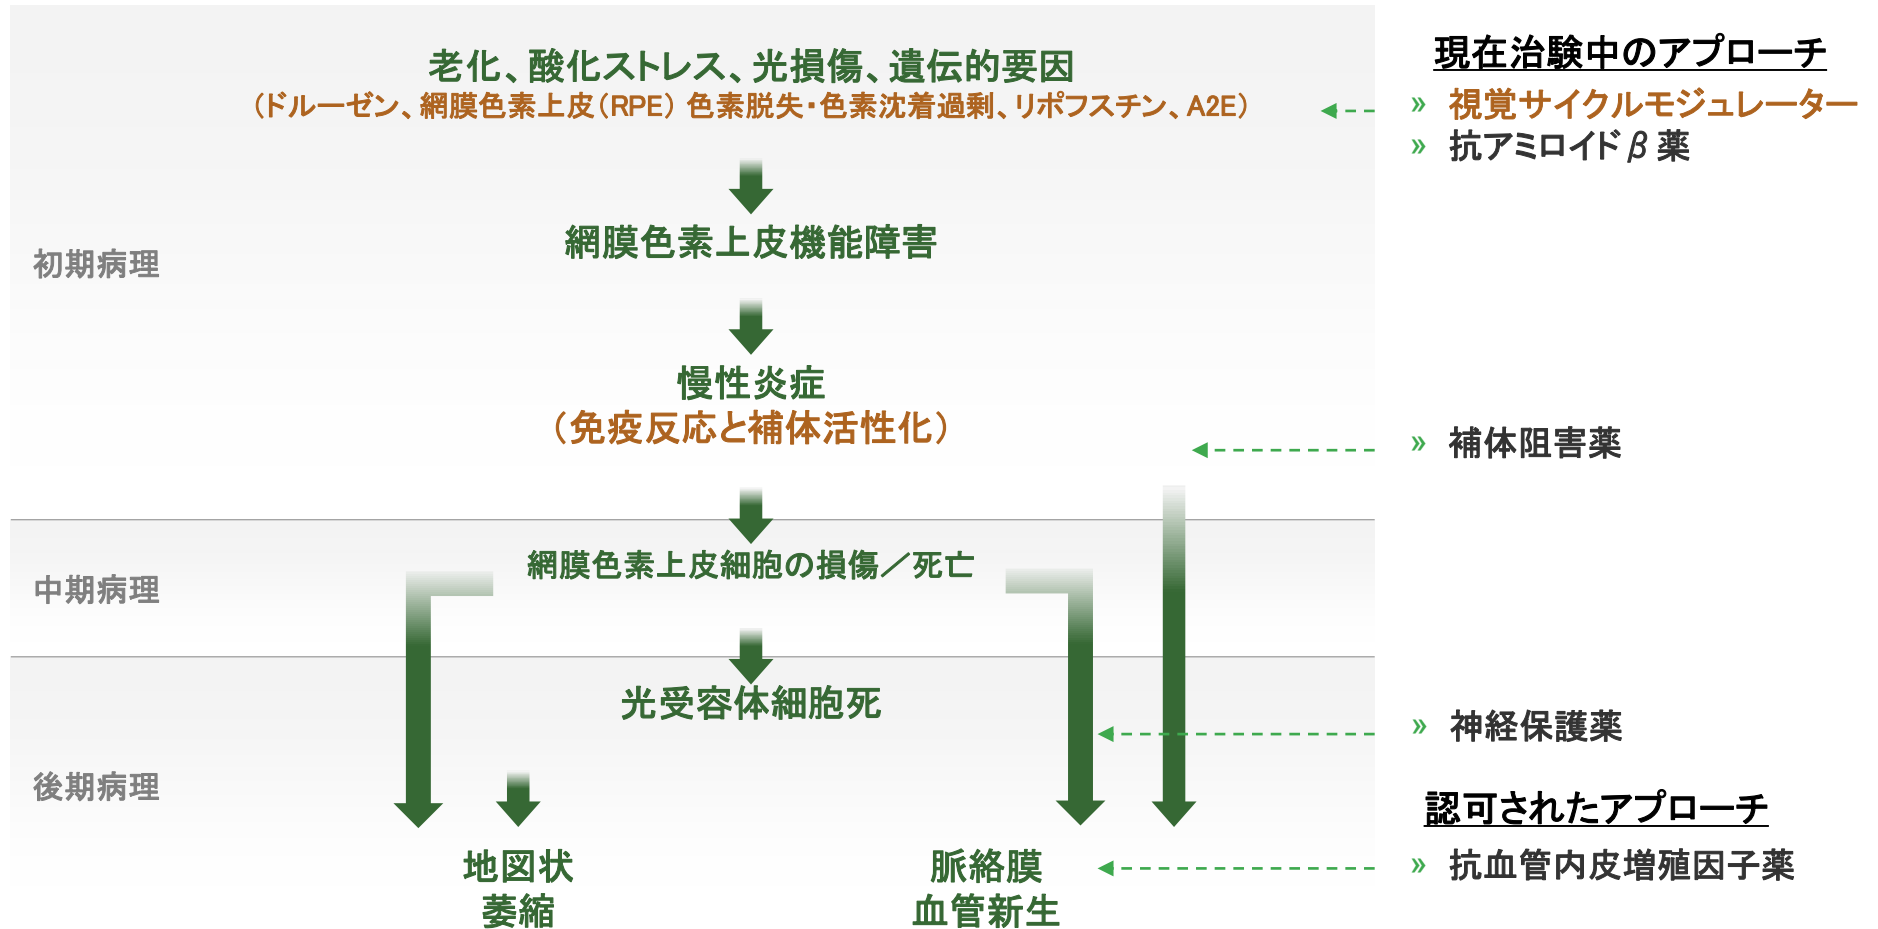 老化、酸化ストレス、光損傷、遺伝的要因
（ドルーゼン、網膜色素上皮（RPE） 色素脱失・色素沈着過剰、リポフスチン、A2E）
現在治験中のアプローチ
» 視覚サイクルモジュレーター
» 抗アミロイドβ薬
初期病理
網膜色素上皮機能障害
慢性炎症
（免疫反応と補体活性化）
» 補体阻害薬
中期病理
網膜色素上皮細胞の損傷／死亡
後期病理
光受容体細胞死
» 神経保護薬
認可されたアプローチ
» 抗血管内皮増殖因子薬
地図状
萎縮
脈絡膜
血管新生